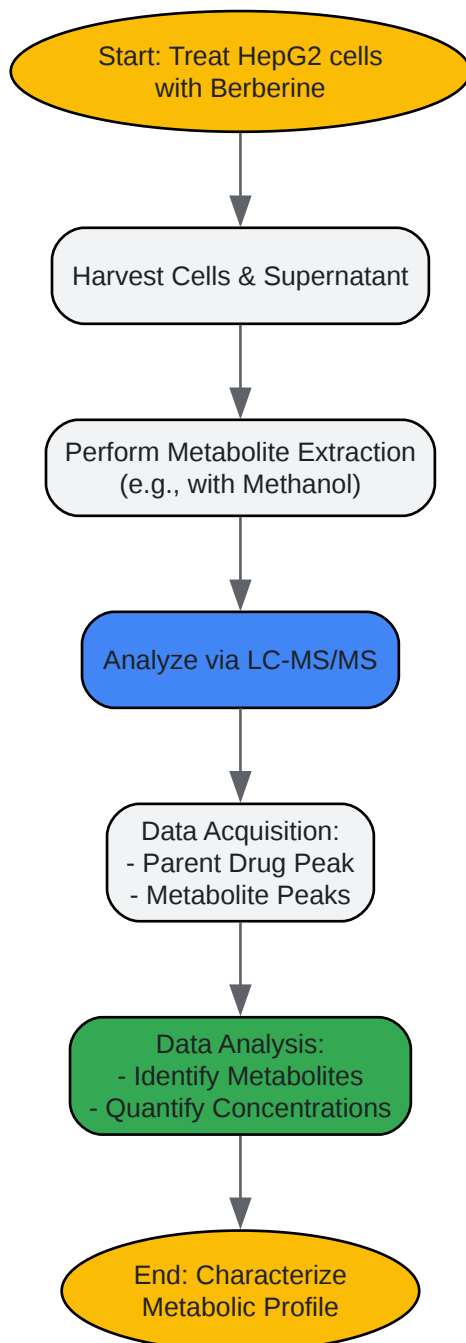 Start: Treat HepG2 cells
with Berberine
Harvest Cells & Supernatant
Perform Metabolite Extraction
(e.g., with Methanol)
Analyze via LC-MS/MS
Data Acquisition:
- Parent Drug Peak
- Metabolite Peaks
Data Analysis:
- Identify Metabolites
- Quantify Concentrations
End: Characterize
Metabolic Profile